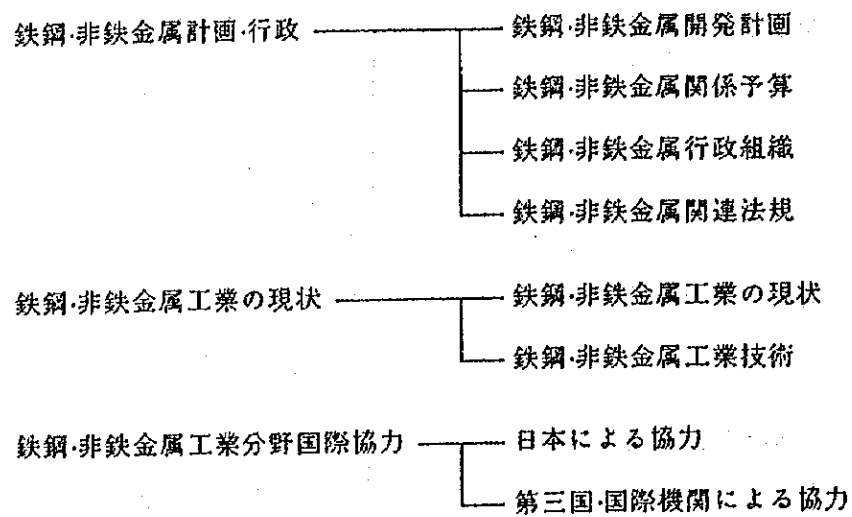 鉄鋼・非鉄金属計画・行政
鉄鋼・非鉄金属開発計画
鉄鋼・非鉄金属関係予算
鉄鋼・非鉄金属行政組織
鉄鋼・非鉄金属関連法規
鉄鋼・非鉄金属工業の現状
鉄鋼・非鉄金属工業の現状
鉄鋼・非鉄金属工業技術
鉄鋼・非鉄金属工業分野国際協力
日本による協力
第三国・国際機関による協力